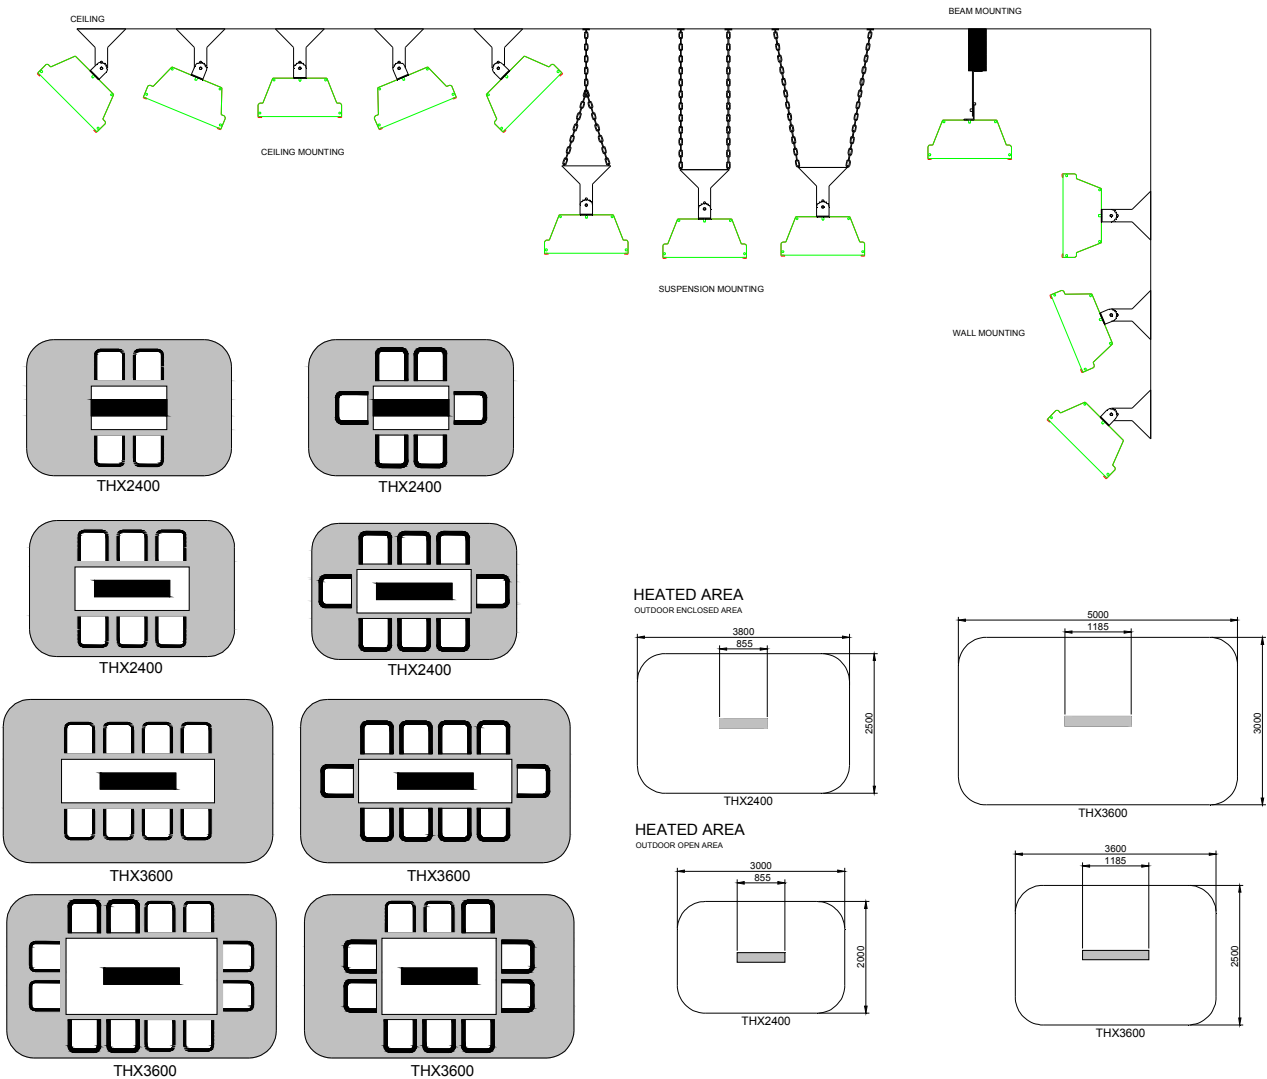 CEILING
BEAM MOUNTING
CEILING MOUNTING
SUSPENSION MOUNTING
WALL MOUNTING
THX2400
THX2400
THX2400
THX2400
THX3600
THX3600
THX3600
THX3600
HEATED AREA
OUTDOOR ENCLOSED AREA
3800
855
2500
THX2400
5000
1185
3000
THX3600
HEATED AREA
OUTDOOR OPEN AREA
3000
855
2000
THX2400
3600
1185
2500
THX3600